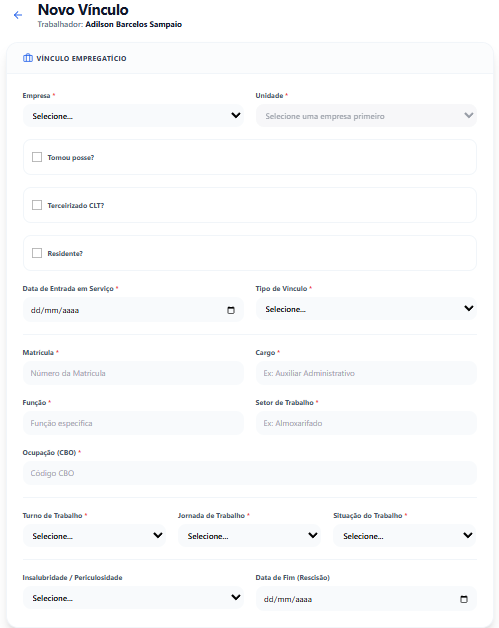 Novo Vínculo
Trabalhador: Adilson Barcelos Sampaio
VÍNCULO EMPREGATÍCIO
Empresa * Unidade *
Selecione... Selecione uma empresa primeiro
Tomou posse?
Terceirizado CLT?
Residente?
Data de Entrada em Serviço * Tipo de Vínculo *
dd/mm/aaaa Selecione...
Matrícula * Cargo *
Número da Matrícula Ex: Auxiliar Administrativo
Função * Setor de Trabalho *
Função específica Ex: Almoxarifado
Ocupação (CBO) *
Código CBO
Turno de Trabalho * Jornada de Trabalho * Situação do Trabalho *
Selecione... Selecione... Selecione...
Insalubridade / Periculosidade Data de Fim (Rescisão)
Selecione... dd/mm/aaaa